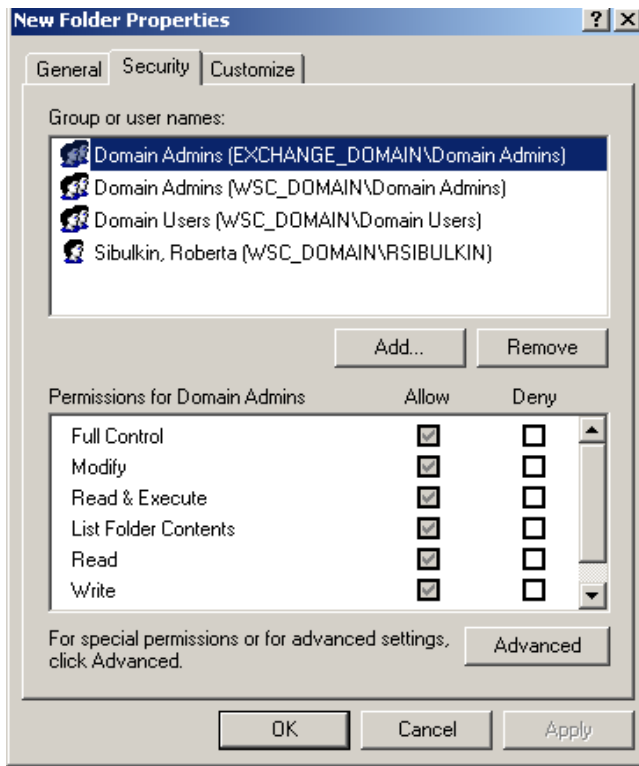 New Folder Properties
General Security Customize
Group or user names:
Domain Admins (EXCHANGE_DOMAIN\Domain Admins)
Domain Admins (WSC_DOMAIN\Domain Admins)
Domain Users (WSC_DOMAIN\Domain Users)
Sibulkin, Roberta (WSC_DOMAIN\RSIBULKIN)
Add... Remove
Permissions for Domain Admins Allow Deny
Full Control
Modify
Read & Execute
List Folder Contents
Read
Write
For special permissions or for advanced settings,
click Advanced.
Advanced
OK Cancel Apply